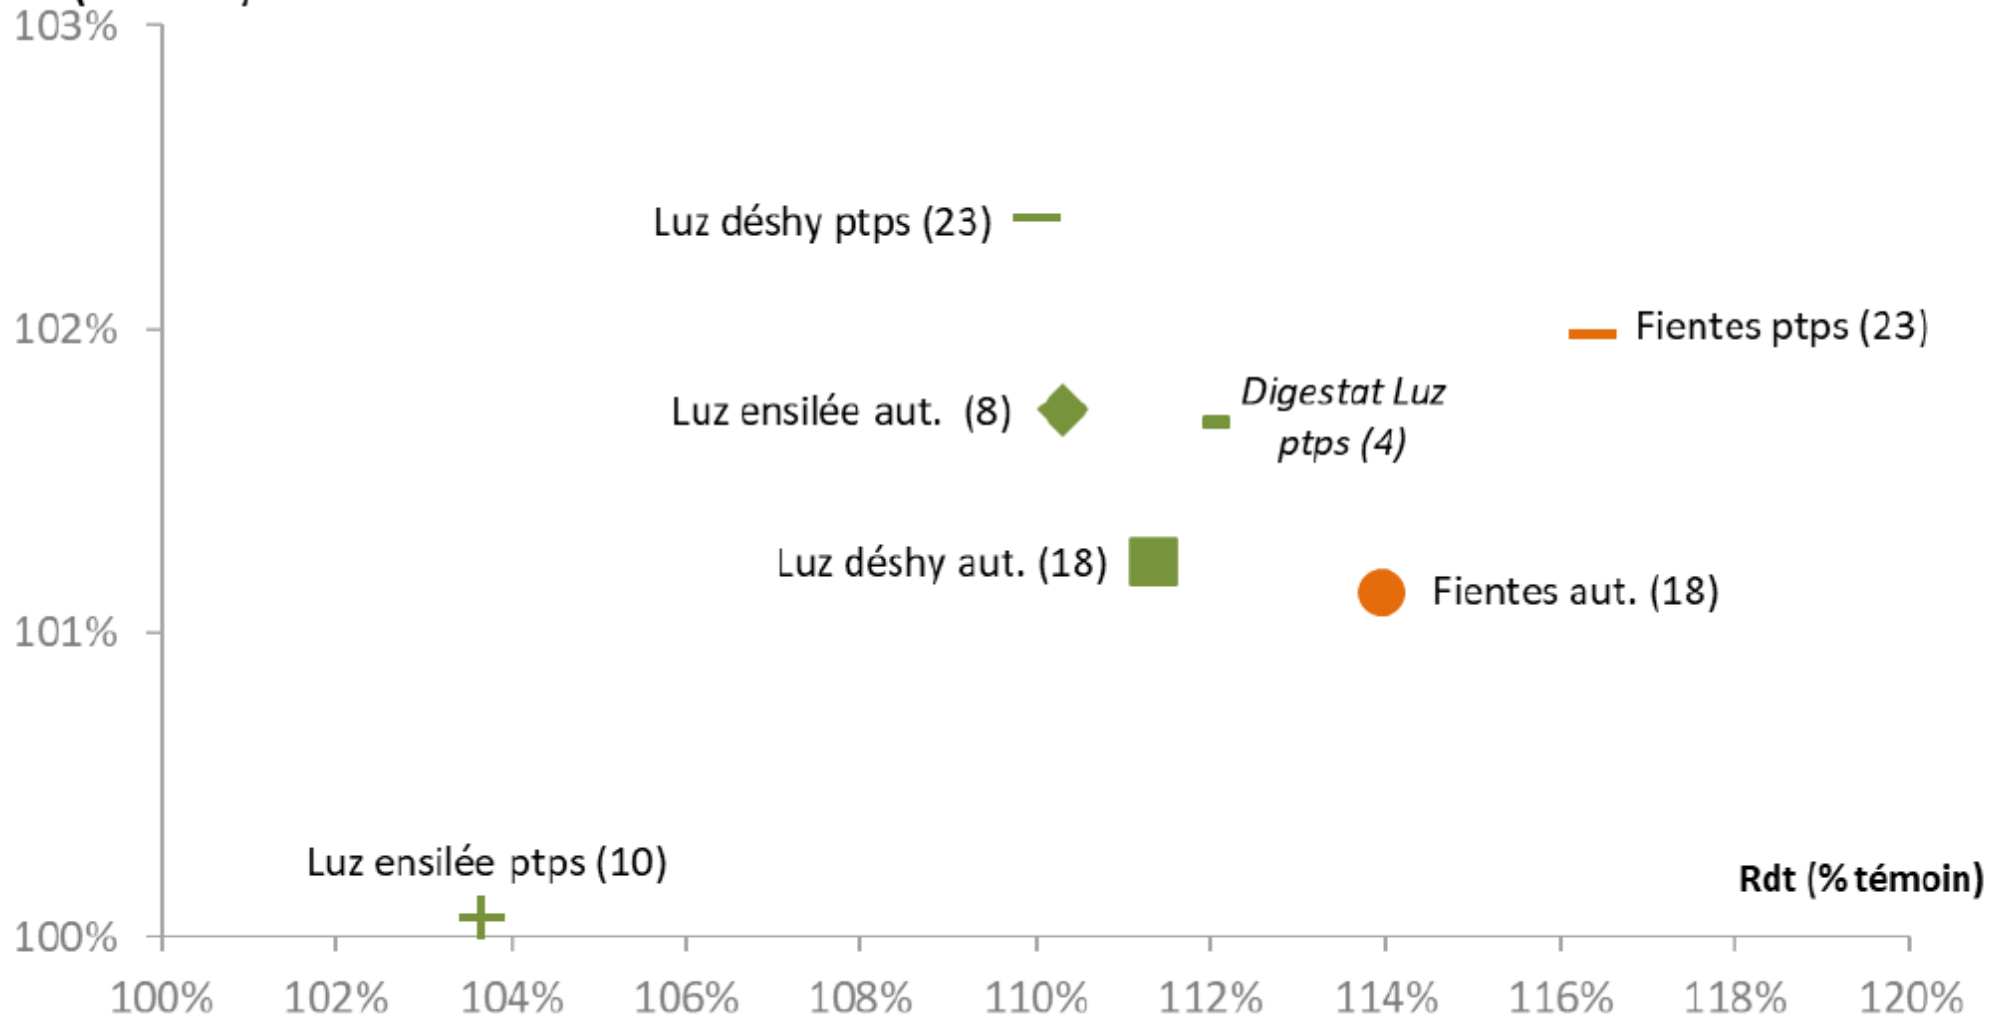 103%
Luz déshy ptps (23)
102%
Fientes ptps (23)
Digestat Luz
ptps (4)
Luz ensilée aut. (8)
Luz déshy aut. (18)
Fientes aut. (18)
101%
Luz ensilée ptps (10)
Rdt (% témoin)
100%
100% 102% 104% 106% 108% 110% 112% 114% 116% 118% 120%